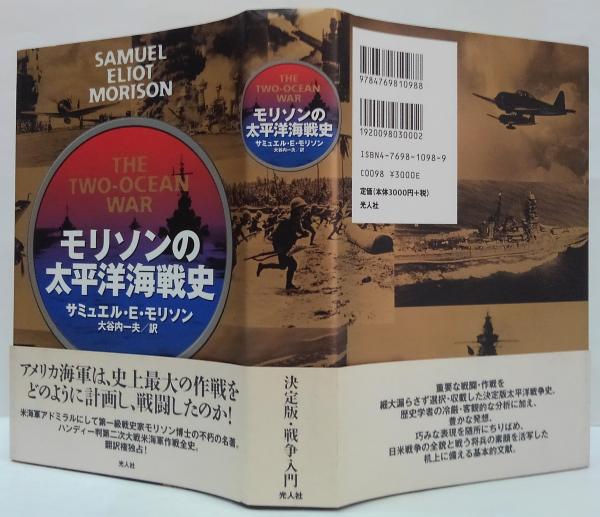 SAMUEL
ELIOT
MORISON
THE
TWO-OCEAN
WAR
モリソンの
太平洋海戦史
サミュエル・E・モリソン
大谷内一夫/訳
アメリカ海軍は、史上最大の作戦を
どのように計画し、戦闘したのか!
米海軍アドミラルにして第一級戦史家モリソン博士の不朽の名著。
ハンディー判第二次大戦米海軍作戦全史。
翻訳権独占!
光人社
THE
TWO-OCEAN
WAR
モリソンの
太平洋海戦史
サミュエル・E・モリソン
大谷内一夫/訳
決定版・戦争入門
光人社
9784769810988
1920098030002
ISBN4-7698-1098-9
C0098 ¥3000E
定価(本体3000円+税)
光人社
重要な戦闘・作戦を
細大漏らさず選択・収載した決定版太平洋戦争史。
歴史学者の冷厳・客観的な分析に加え、
豊かな発想、
巧みな表現を随所にちりばめ、
日米戦争の全貌と戦う将兵の素顔を活写した
机上に備える基本的文献。